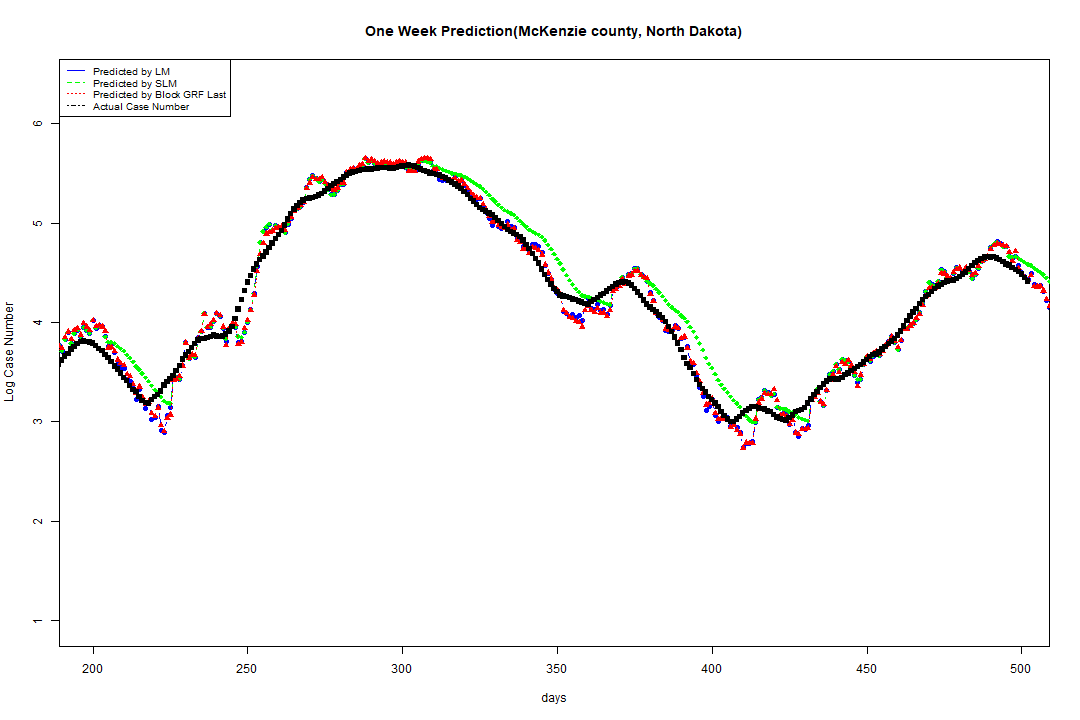 One Week Prediction(McKenzie county, North Dakota)
Predicted by LM
Predicted by SLM
Predicted by Block GRF Last
Actual Case Number
Log Case Number
6
5
4
3
2
1
200 250 300 350 400 450 500
days